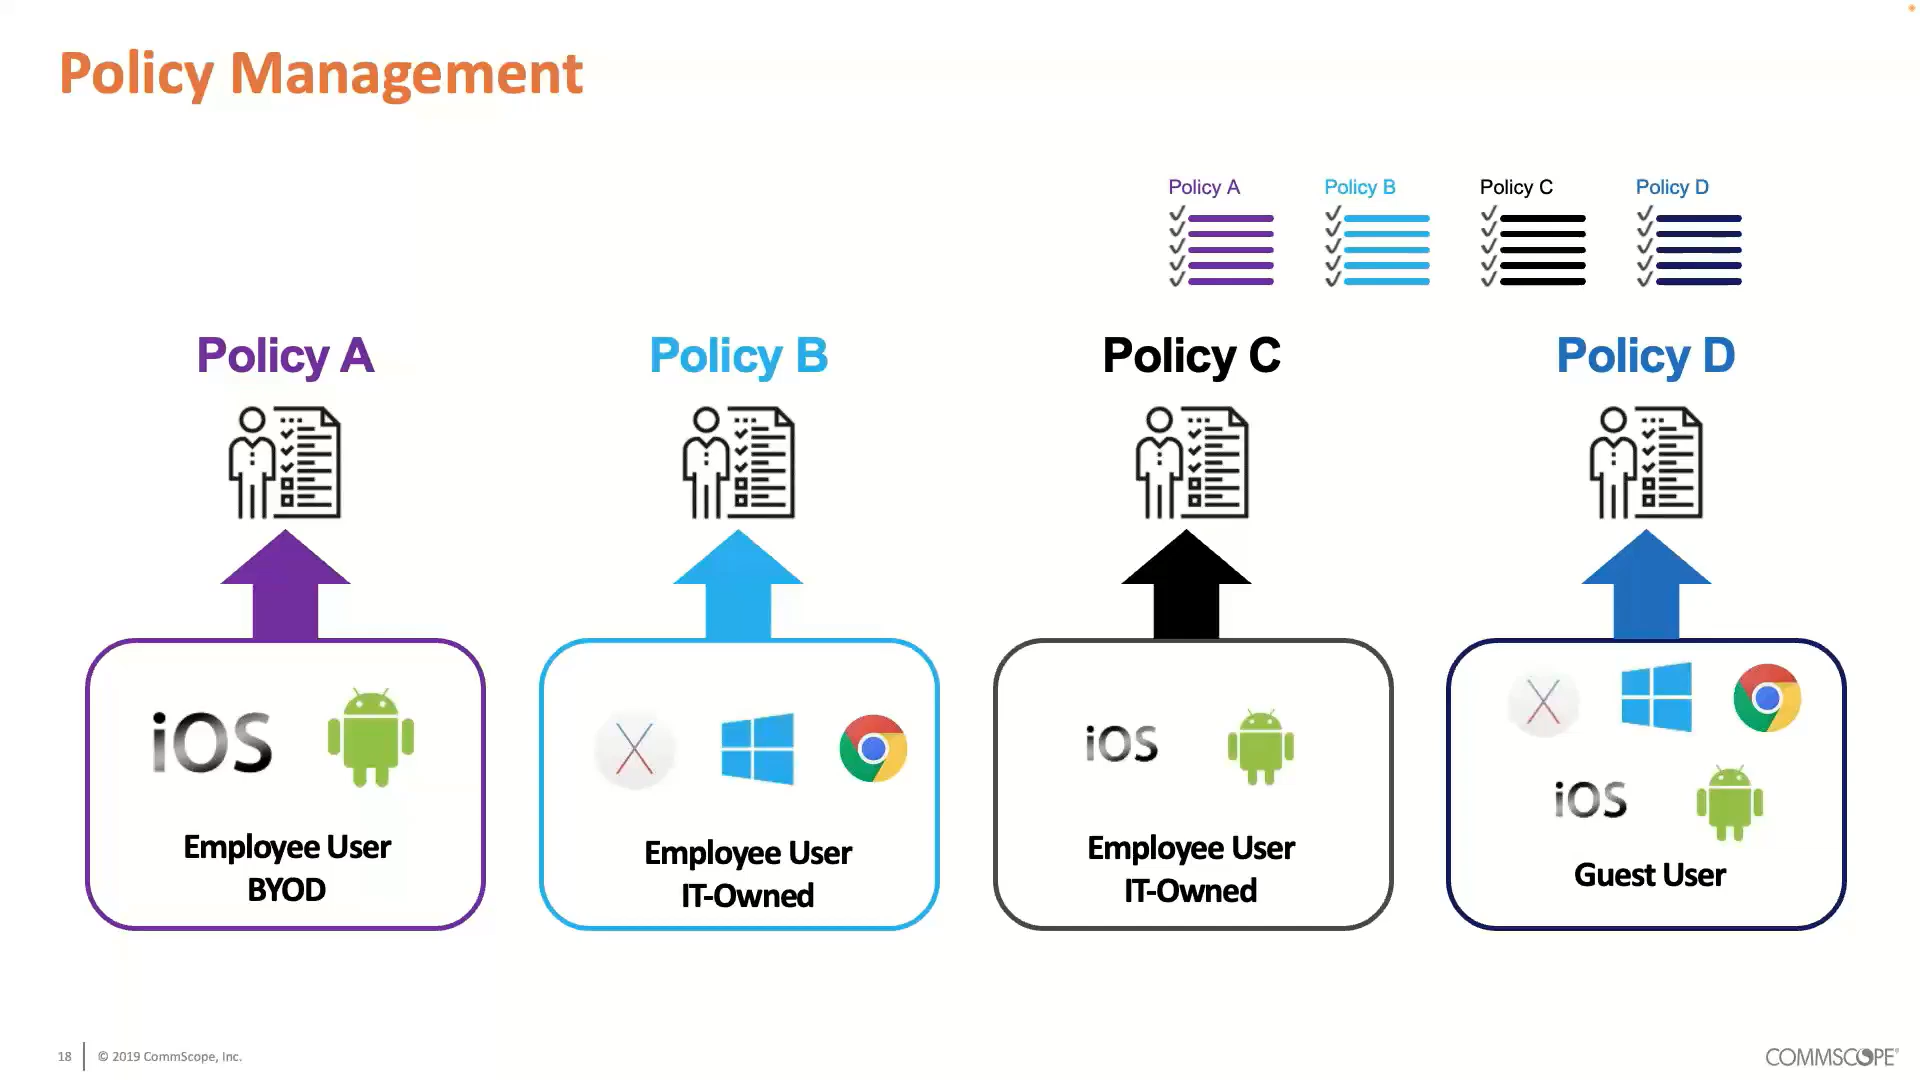 Policy Management
Policy A
Policy B
Policy C
Policy D
Policy A
Policy B
Policy C
Policy D
iOS
Employee User
BYOD
Employee User
IT-Owned
iOS
Employee User
IT-Owned
iOS
Guest User
18
© 2019 CommScope, Inc.
COMMSCOPE®